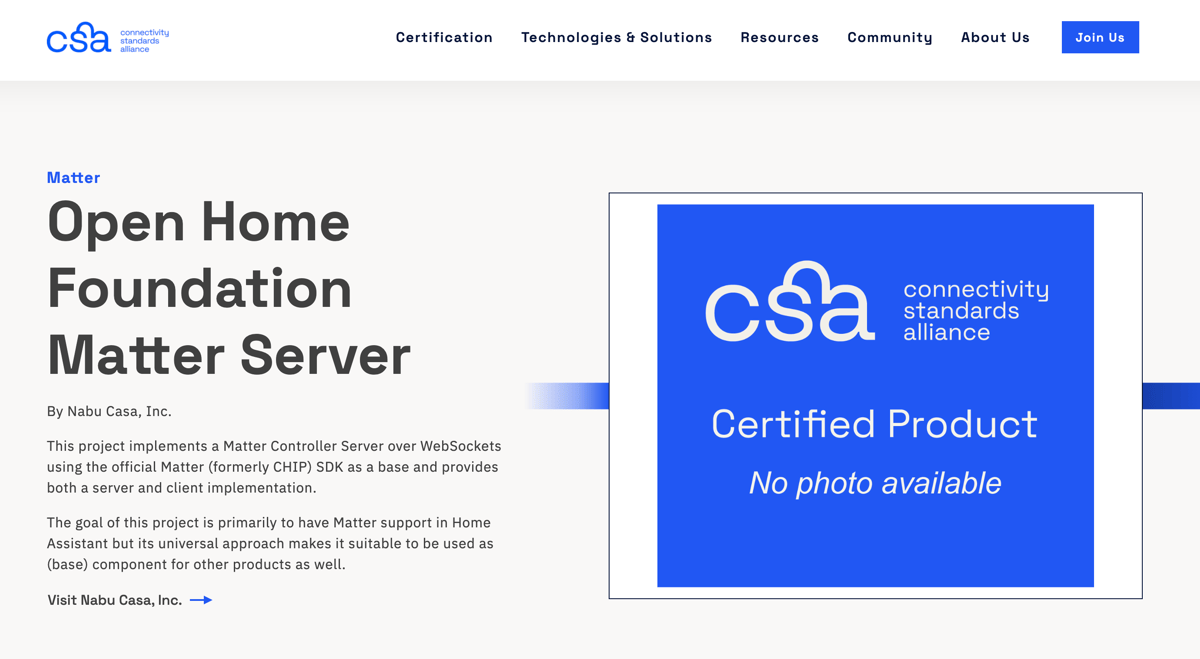 csa connectivity
standards
alliance
Certification Technologies & Solutions Resources Community About Us Join Us
Matter
Open Home
Foundation
Matter Server
By Nabu Casa, Inc.
This project implements a Matter Controller Server over WebSockets
using the official Matter (formerly CHIP) SDK as a base and provides
both a server and client implementation.
The goal of this project is primarily to have Matter support in Home
Assistant but its universal approach makes it suitable to be used as
(base) component for other products as well.
Visit Nabu Casa, Inc.
csa connectivity
standards
alliance
Certified Product
No photo available